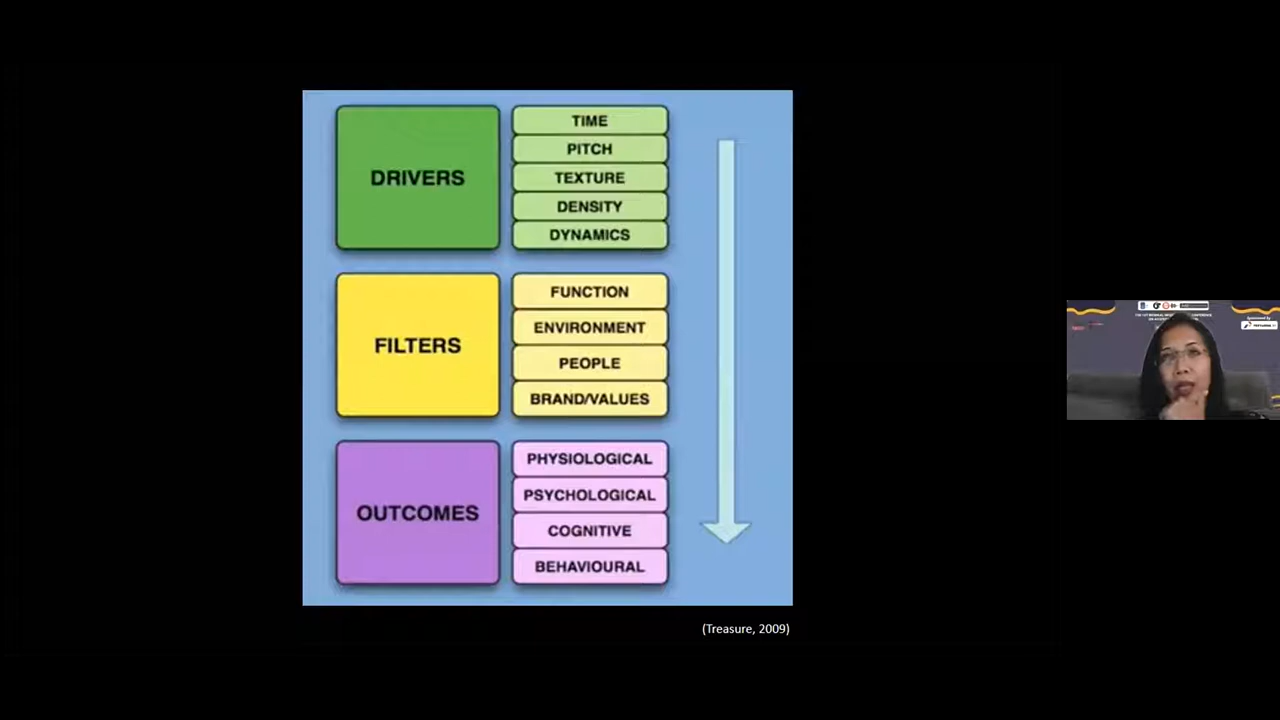 DRIVERS
TIME
PITCH
TEXTURE
DENSITY
DYNAMICS
FILTERS
FUNCTION
ENVIRONMENT
PEOPLE
BRAND/VALUES
OUTCOMES
PHYSIOLOGICAL
PSYCHOLOGICAL
COGNITIVE
BEHAVIOURAL
(Treasure, 2009)